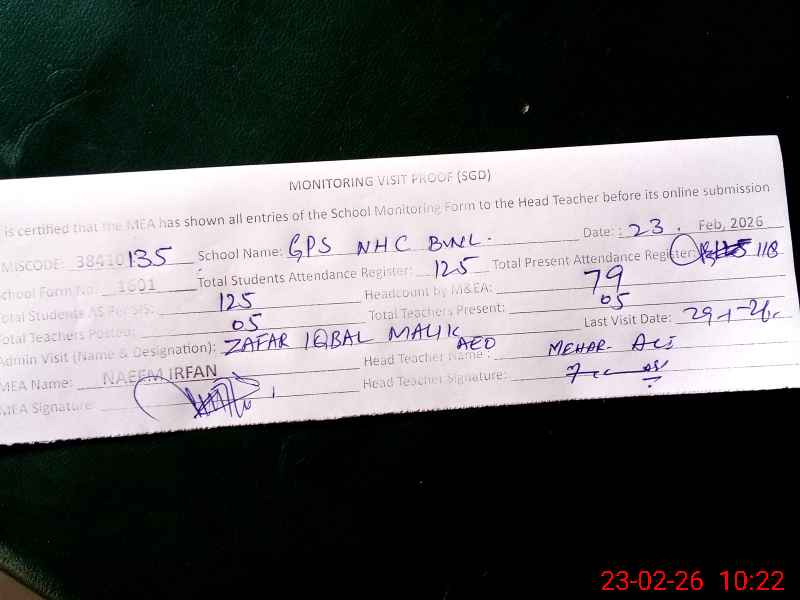 MONITORING VISIT PROOF (SGD)
is certified that the MEA has shown all entries of the School Monitoring Form to the Head Teacher before its online submission
MISCODE: 38410135 School Name: GPS NHC BWL. Date: : 23. Feb, 2026
School Form No: 1601 Total Students Attendance Register: 125 Total Present Attendance Register: 118
Total Students AS Per SIS: 125 Headcount by M&EA: 79
Total Teachers Posted: 05 Total Teachers Present: 05
Admin Visit (Name & Designation): ZAFAR IQBAL MALIK AEO Last Visit Date: 29-1-26
MEA Name: NAEEM IRFAN Head Teacher Name : MEHAR ALI
MEA Signature: Head Teacher Signature:
23-02-26 10:22